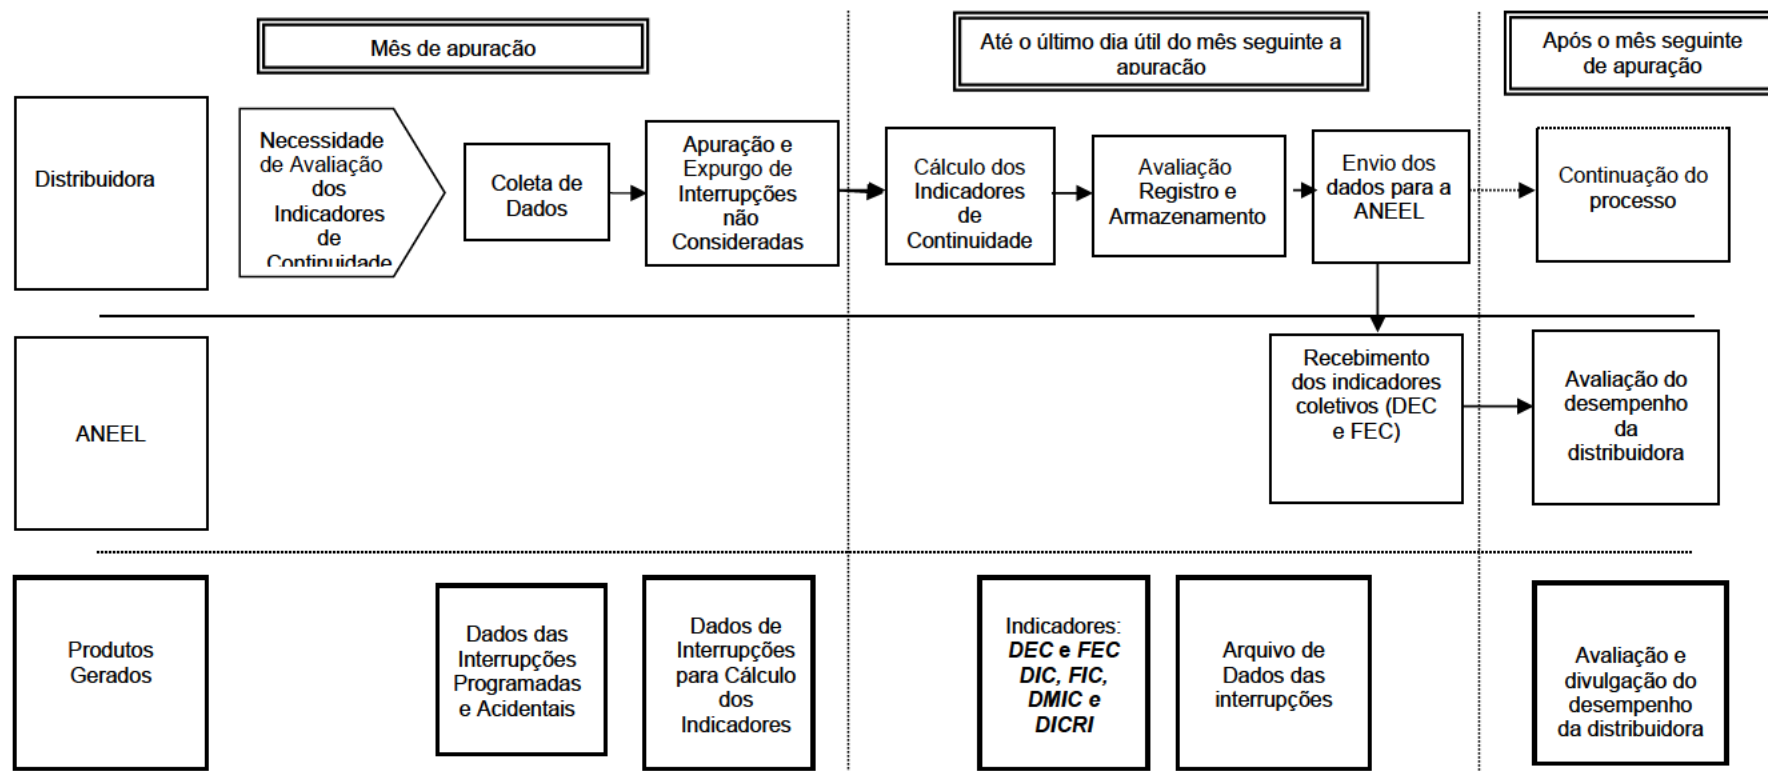 Mês de apuração
Até o último dia útil do mês seguinte a
apuração
Após o mês seguinte
de apuração
Distribuidora
Necessidade
de Avaliação
dos
Indicadores
de
Continuidade
Coleta de
Dados
Apuração e
Expurgo de
Interrupções
não
Consideradas
Cálculo dos
Indicadores
de
Continuidade
Avaliação
Registro e
Armazenamento
Envio dos
dados para a
ANEEL
Continuação do
processo
ANEEL
Recebimento
dos indicadores
coletivos (DEC
e FEC)
Avaliação do
desempenho
da
distribuidora
Produtos
Gerados
Dados das
Interrupções
Programadas
e Acidentais
Dados de
Interrupções
para Cálculo
dos
Indicadores
Indicadores:
DEC e FEC
DIC, FIC,
DMIC e
DICRI
Arquivo de
Dados das
interrupções
Avaliação e
divulgação do
desempenho
da distribuidora